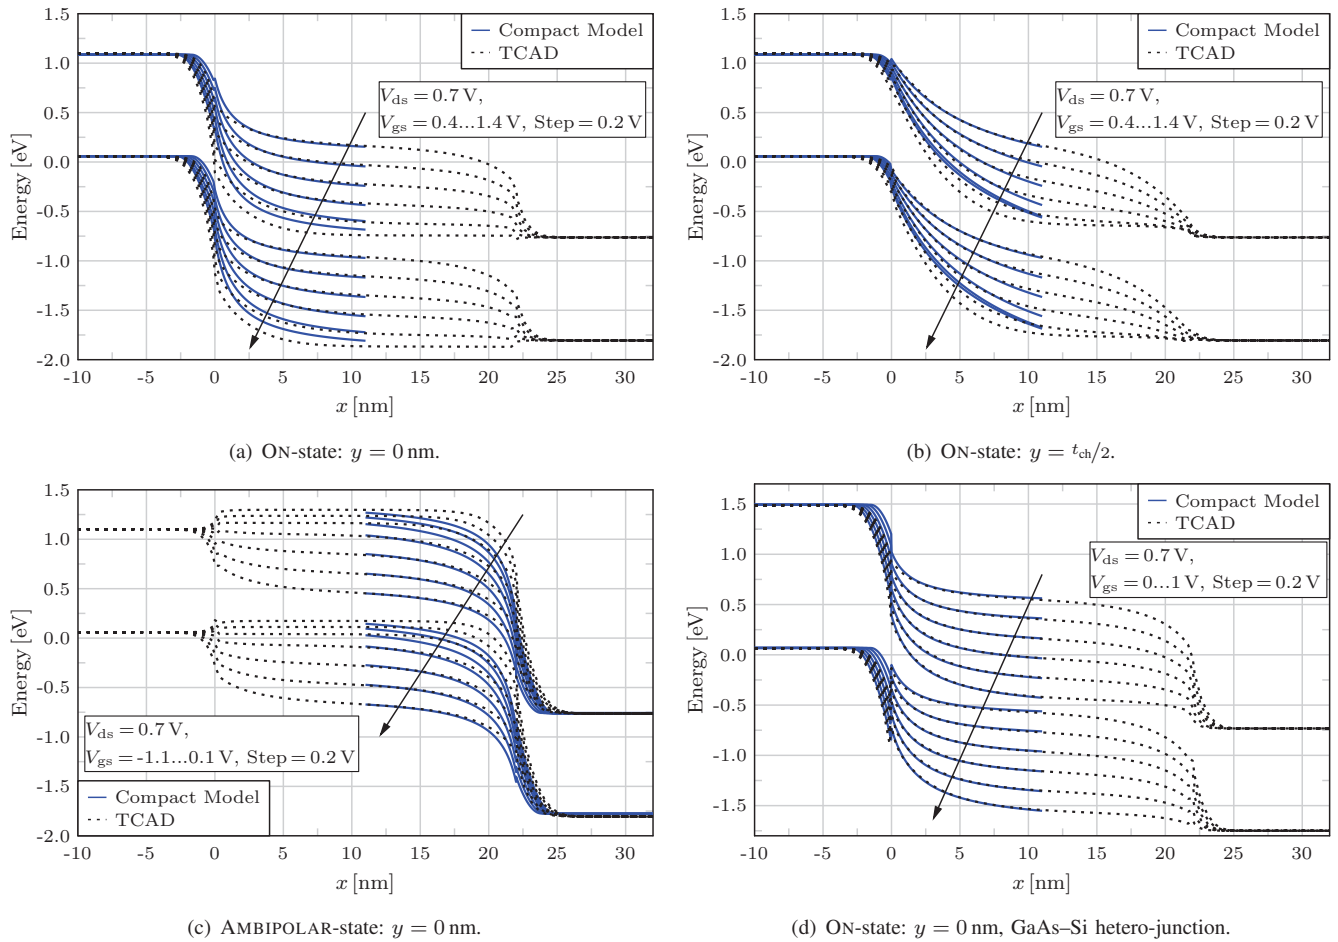 1.5
1.0
0.5
0.0
-0.5
-1.0
-1.5
-2.0
Energy [eV]
-10 -5 0 5 10 15 20 25 30
x [nm]
Compact Model
TCAD
Vds = 0.7 V,
Vgs = 0.4...1.4 V, Step = 0.2 V
(a) ON-state: y = 0 nm.
1.5
1.0
0.5
0.0
-0.5
-1.0
-1.5
-2.0
Energy [eV]
-10 -5 0 5 10 15 20 25 30
x [nm]
Compact Model
TCAD
Vds = 0.7 V,
Vgs = 0.4...1.4 V, Step = 0.2 V
(b) ON-state: y = tch/2.
1.5
1.0
0.5
0.0
-0.5
-1.0
-1.5
-2.0
Energy [eV]
-10 -5 0 5 10 15 20 25 30
x [nm]
Vds = 0.7 V,
Vgs = -1.1...0.1 V, Step = 0.2 V
Compact Model
TCAD
(c) AMBIPOLAR-state: y = 0 nm.
1.5
1.0
0.5
0.0
-0.5
-1.0
-1.5
Energy [eV]
-10 -5 0 5 10 15 20 25 30
x [nm]
Compact Model
TCAD
Vds = 0.7 V,
Vgs = 0...1 V, Step = 0.2 V
(d) ON-state: y = 0 nm, GaAs–Si hetero-junction.